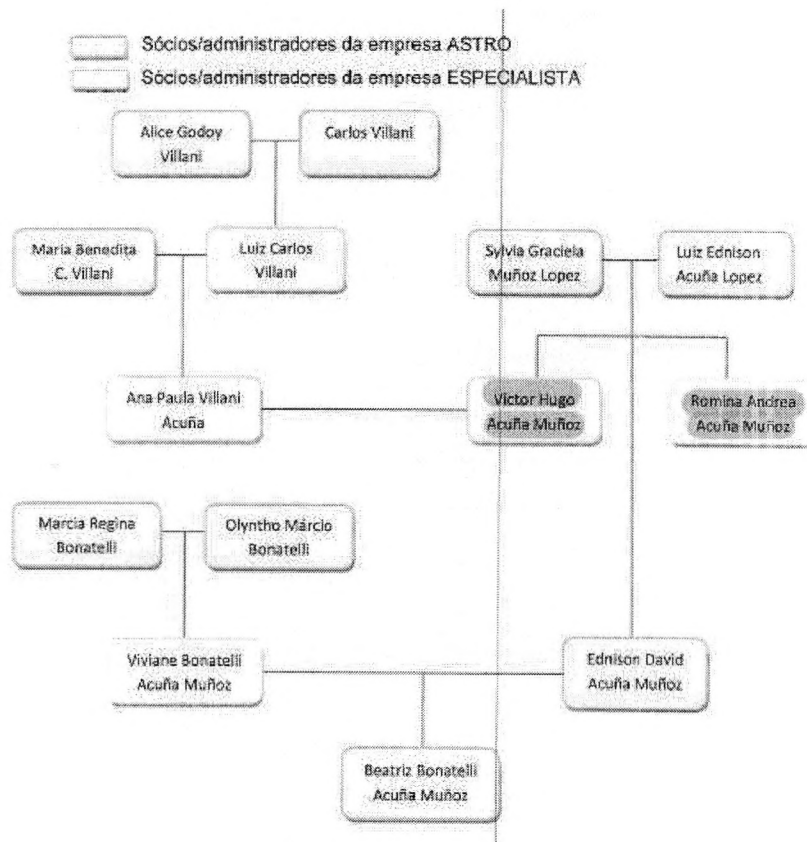 Sócios/administradores da empresa ASTRO
Sócios/administradores da empresa ESPECIALISTA
Alice Godoy
Villani
Carlos Villani
Maria Benedita
C. Villani
Luiz Carlos
Villani
Sylvia Graciela
Muñoz Lopez
Luiz Ednison
Acuña Lopez
Ana Paula Villani
Acuña
Victor Hugo
Acuña Muñoz
Romina Andrea
Acuña Muñoz
Marcia Regina
Bonatelli
Olyntho Márcio
Bonatelli
Viviane Bonatelli
Acuña Muñoz
Ednison David
Acuña Muñoz
Beatriz Bonatelli
Acuña Muñoz